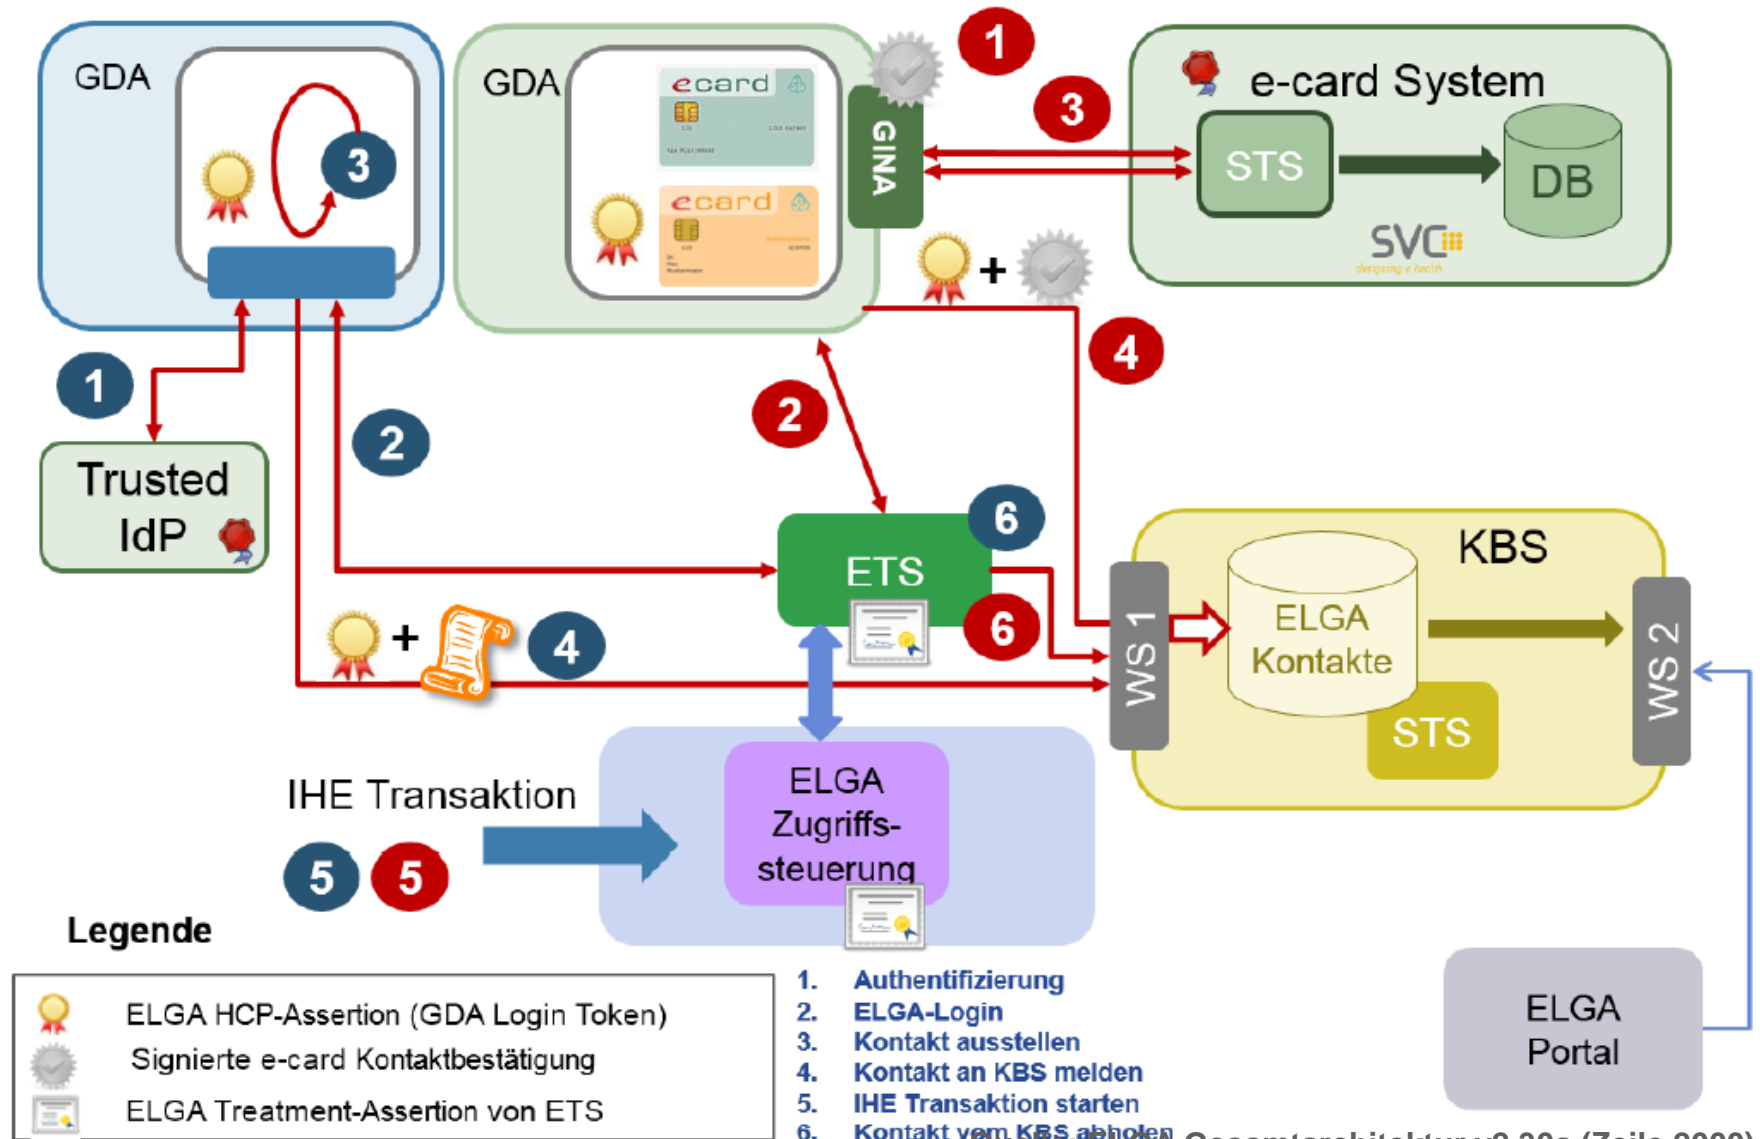 GDA
3
GDA
ecard
ecard
GINA
1
3
e-card System
STS
DB
SVC
designing e-health
+
4
1
2
2
Trusted
IdP
6
ETS
6
+
4
KBS
WS 1
ELGA
Kontakte
STS
WS 2
IHE Transaktion
5
5
ELGA
Zugriffs-
steuerung
Legende
ELGA HCP-Assertion (GDA Login Token)
Signierte e-card Kontaktbestätigung
ELGA Treatment-Assertion von ETS
1. Authentifizierung
2. ELGA-Login
3. Kontakt ausstellen
4. Kontakt an KBS melden
5. IHE Transaktion starten
6. Kontakt vom KBS abholen
ELGA
Portal
ELGA Gesamtarchitektur